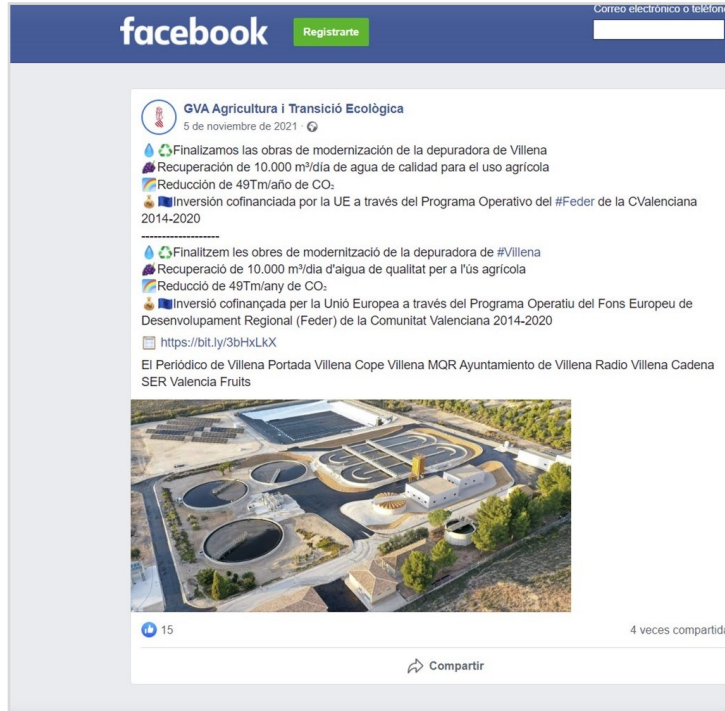 Correo electrónico o teléfono
facebook
Registrarte
GVA Agricultura i Transició Ecològica
5 de noviembre de 2021 ·
💧 ♻️Finalizamos las obras de modernización de la depuradora de Villena
🍇Recuperación de 10.000 m³/día de agua de calidad para el uso agrícola
🌈Reducción de 49Tm/año de CO₂
💰 🇪🇺Inversión cofinanciada por la UE a través del Programa Operativo del #Feder de la CValenciana
2014-2020
-------------------
💧 ♻️Finalitzem les obres de modernització de la depuradora de #Villena
🍇Recuperació de 10.000 m³/dia d'aigua de qualitat per a l'ús agrícola
🌈Reducció de 49Tm/any de CO₂
💰 🇪🇺Inversió cofinançada per la Unió Europea a través del Programa Operatiu del Fons Europeu de
Desenvolupament Regional (Feder) de la Comunitat Valenciana 2014-2020
📋 https://bit.ly/3bHxLkX
El Periódico de Villena Portada Villena Cope Villena MQR Ayuntamiento de Villena Radio Villena Cadena
SER Valencia Fruits
15
4 veces compartida
Compartir